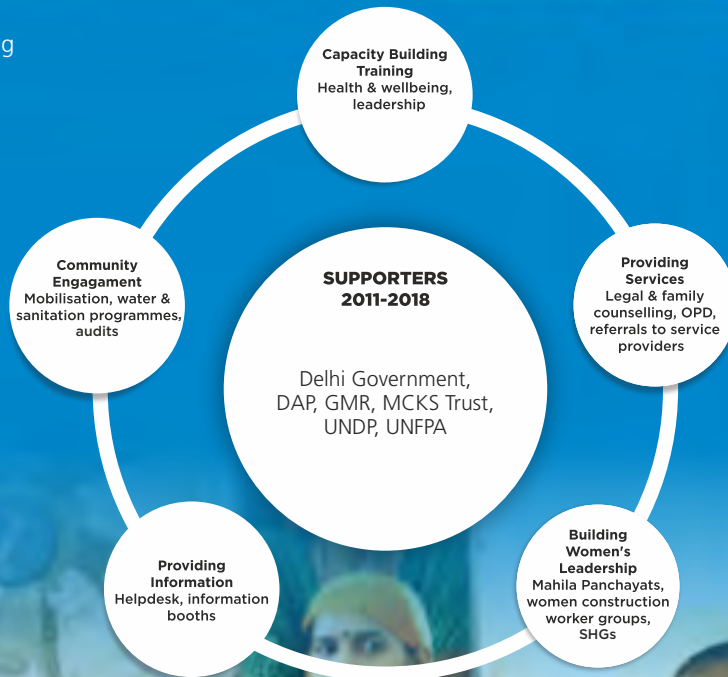 g
Capacity Building
Training
Health & wellbeing,
leadership
Community
Engagament
Mobilisation, water &
sanitation programmes,
audits
Providing
Services
Legal & family
counselling, OPD,
referrals to service
providers
SUPPORTERS
2011-2018
Delhi Government,
DAP, GMR, MCKS Trust,
UNDP, UNFPA
Providing
Information
Helpdesk, information
booths
Building
Women's
Leadership
Mahila Panchayats,
women construction
worker groups,
SHGs